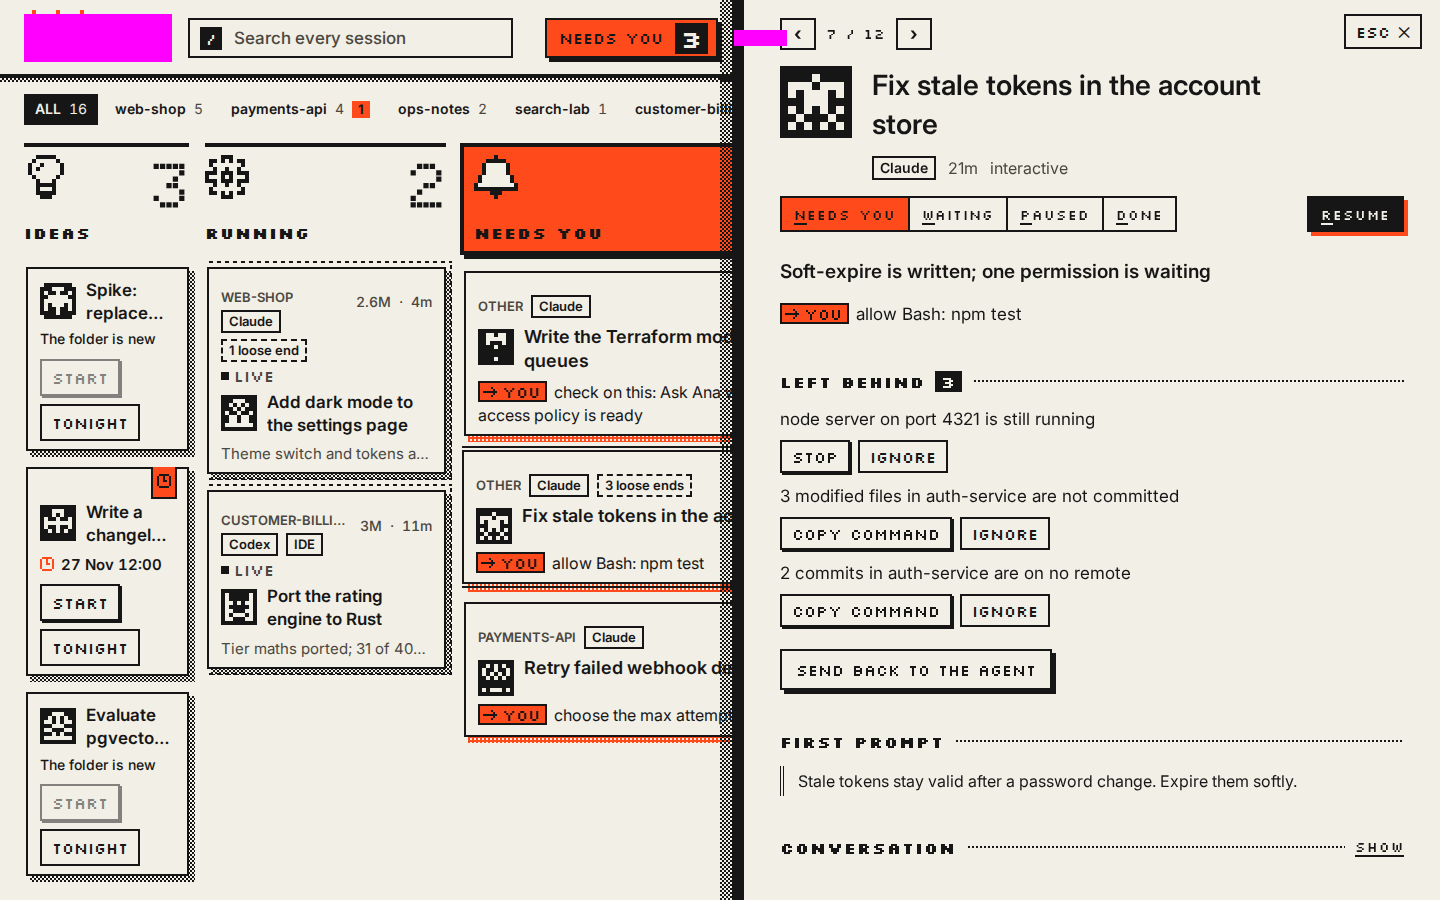 / Search every session
NEEDS YOU 3
ALL 16 web-shop 5 payments-api 4 1 ops-notes 2 search-lab 1
3
IDEAS
Spike:
replace...
The folder is new
START
TONIGHT
Write a
changel...
27 Nov 12:00
START
TONIGHT
Evaluate
pgvecto...
The folder is new
START
TONIGHT
2
RUNNING
WEB-SHOP 2.6M · 4m
Claude
1 loose end
LIVE
Add dark mode to
the settings page
Theme switch and tokens a...
CUSTOMER-BILLI... 3M · 11m
Codex IDE
LIVE
Port the rating
engine to Rust
Tier maths ported; 31 of 40...
NEEDS YOU
OTHER Claude
Write the Terraform
queues
→ YOU check on this: Ask Ana
access policy is ready
OTHER Claude 3 loose ends
Fix stale tokens in the
→ YOU allow Bash: npm test
PAYMENTS-API Claude
Retry failed webhook
→ YOU choose the max
‹ 7 / 12 ›
ESC ×
Fix stale tokens in the account
store
Claude 21m interactive
NEEDS YOU WAITING PAUSED DONE
RESUME
Soft-expire is written; one permission is waiting
→ YOU allow Bash: npm test
LEFT BEHIND 3
node server on port 4321 is still running
STOP IGNORE
3 modified files in auth-service are not committed
COPY COMMAND IGNORE
2 commits in auth-service are on no remote
COPY COMMAND IGNORE
SEND BACK TO THE AGENT
FIRST PROMPT
Stale tokens stay valid after a password change. Expire them softly.
CONVERSATION SHOW